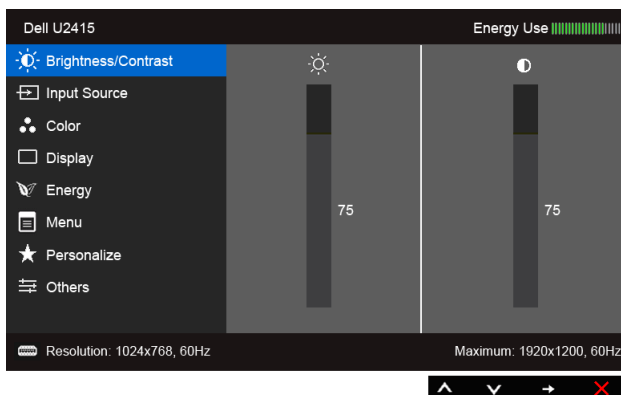 Dell U2415
Energy Use
Brightness/Contrast
Input Source
Color
Display
Energy
Menu
Personalize
Others
75
75
Resolution: 1024x768, 60Hz
Maximum: 1920x1200, 60Hz